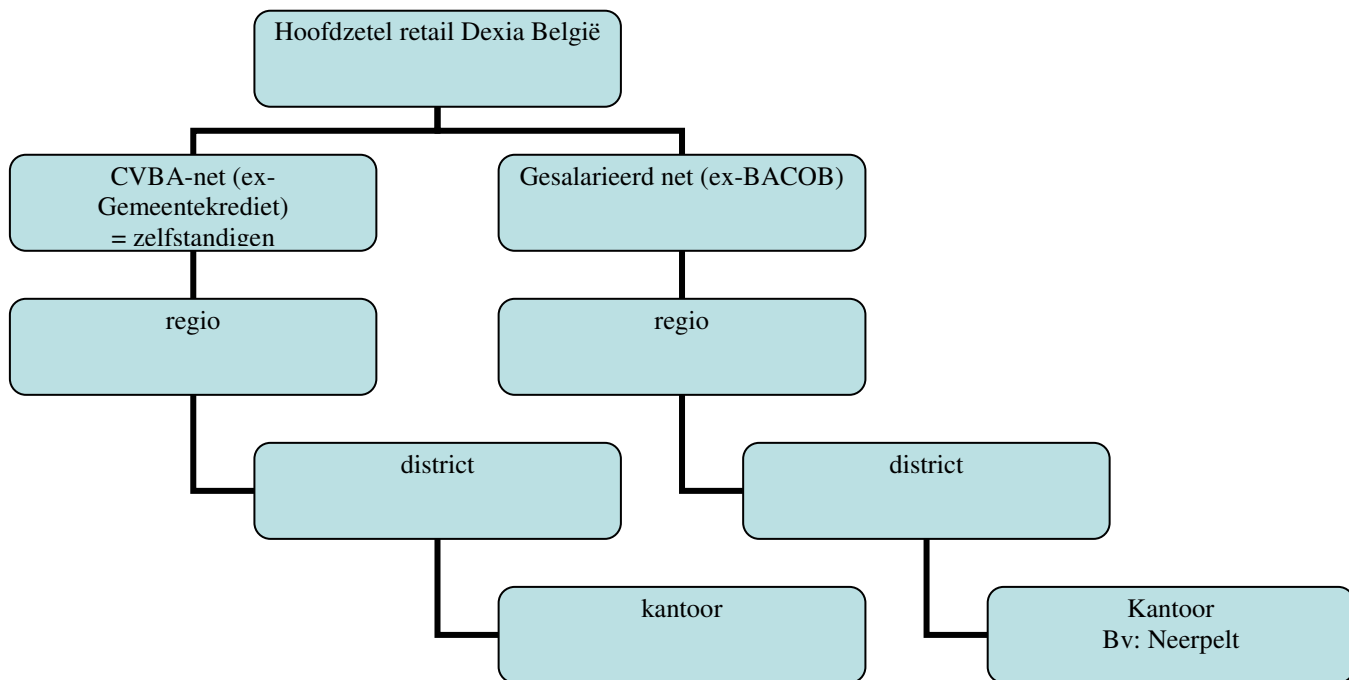 Hoofdzetel retail Dexia België
CVBA-net (ex-
Gemeentekrediet)
= zelfstandigen
Gesalarieerd net (ex-BACOB)
regio
regio
district
district
kantoor
Kantoor
Bv: Neerpelt